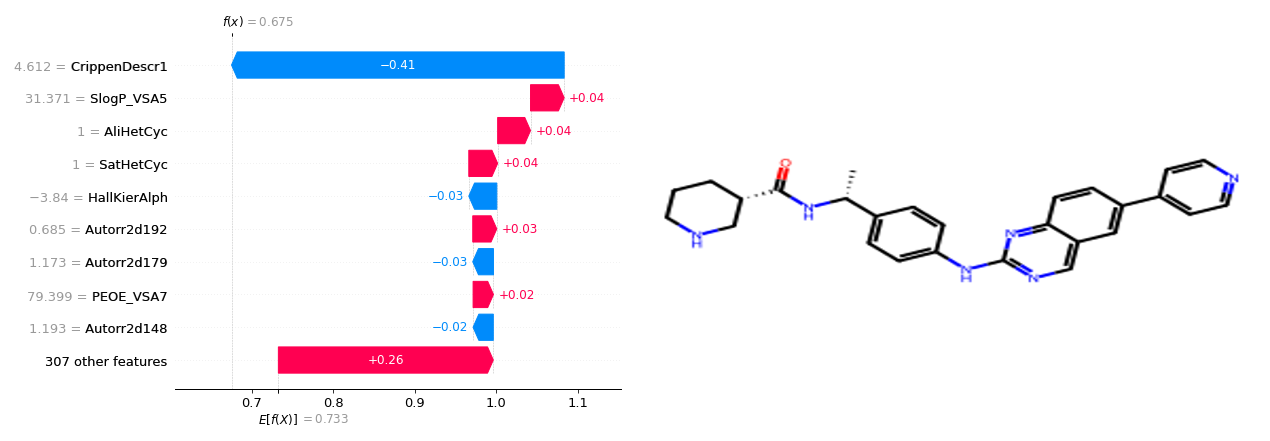 f(x) = 0.675
4.612 = CrippenDescr1
−0.41
31.371 = SlogP_VSA5
+0.04
1 = AliHetCyc
+0.04
1 = SatHetCyc
+0.04
−3.84 = HallKierAlph
−0.03
0.685 = Autorr2d192
+0.03
1.173 = Autorr2d179
−0.03
79.399 = PEOE_VSA7
+0.02
1.193 = Autorr2d148
−0.02
307 other features
+0.26
0.7 0.8 0.9 1.0 1.1
E[f(X)] = 0.733
O
N
H
N
H
N
H
N
N
N